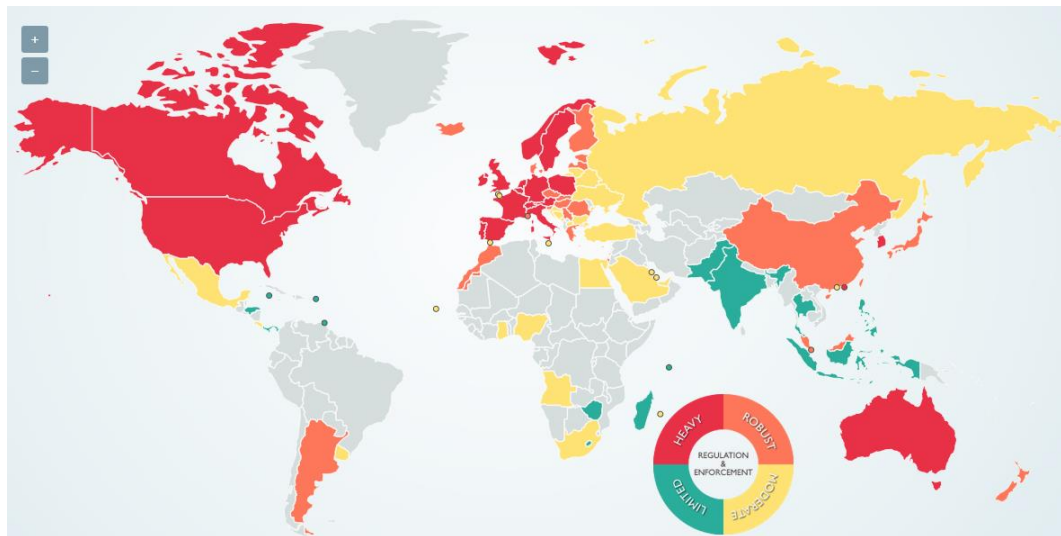 +
−
HEAVY
ROBUST
REGULATION
&
ENFORCEMENT
LIMITED
MODERATE